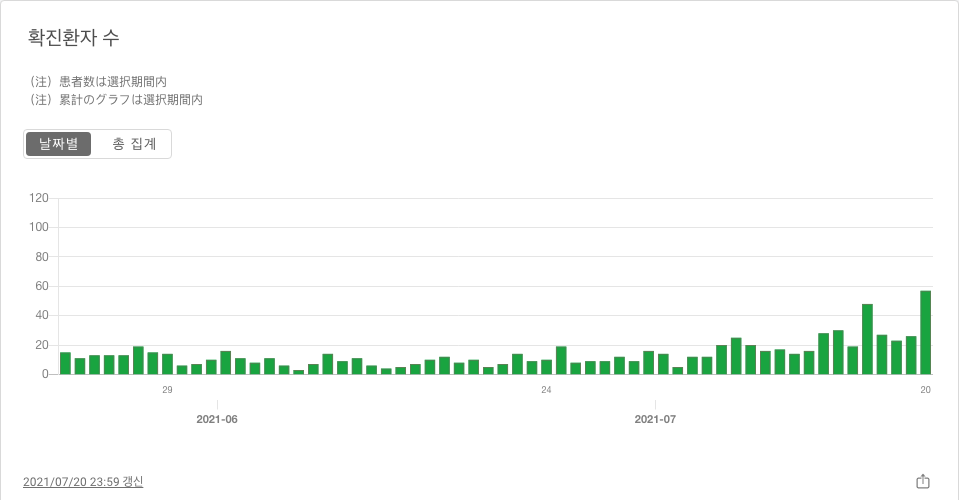 확진환자 수
（注）患者数は選択期間内
（注）累計のグラフは選択期間内
날짜별 총 집계
120
100
80
60
40
20
0
29 24 20
2021-06 2021-07
2021/07/20 23:59 갱신